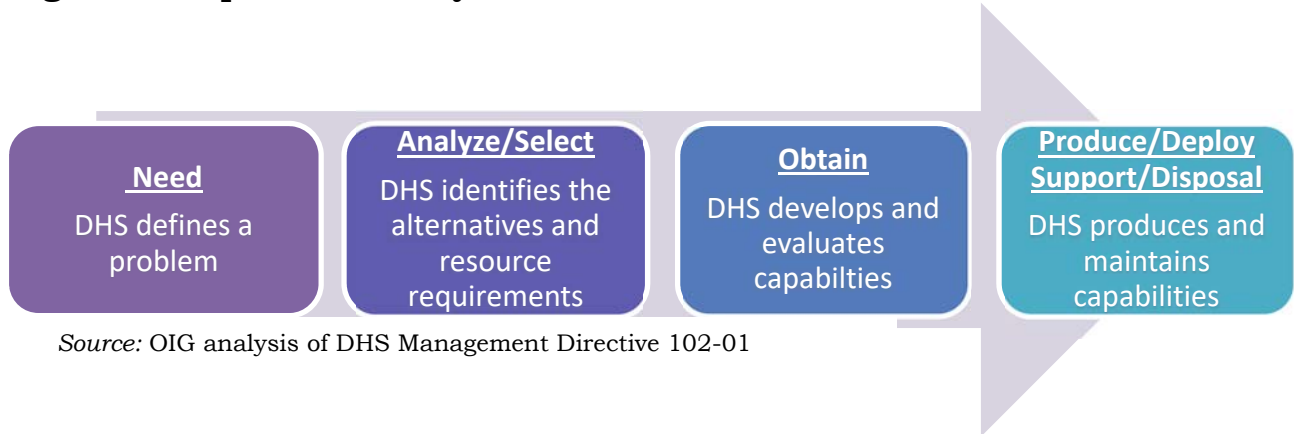 Need
DHS defines a
problem
Analyze/Select
DHS identifies the
alternatives and
resource
requirements
Obtain
DHS develops and
evaluates
capabilties
Produce/Deploy
Support/Disposal
DHS produces and
maintains
capabilities
Source: OIG analysis of DHS Management Directive 102-01